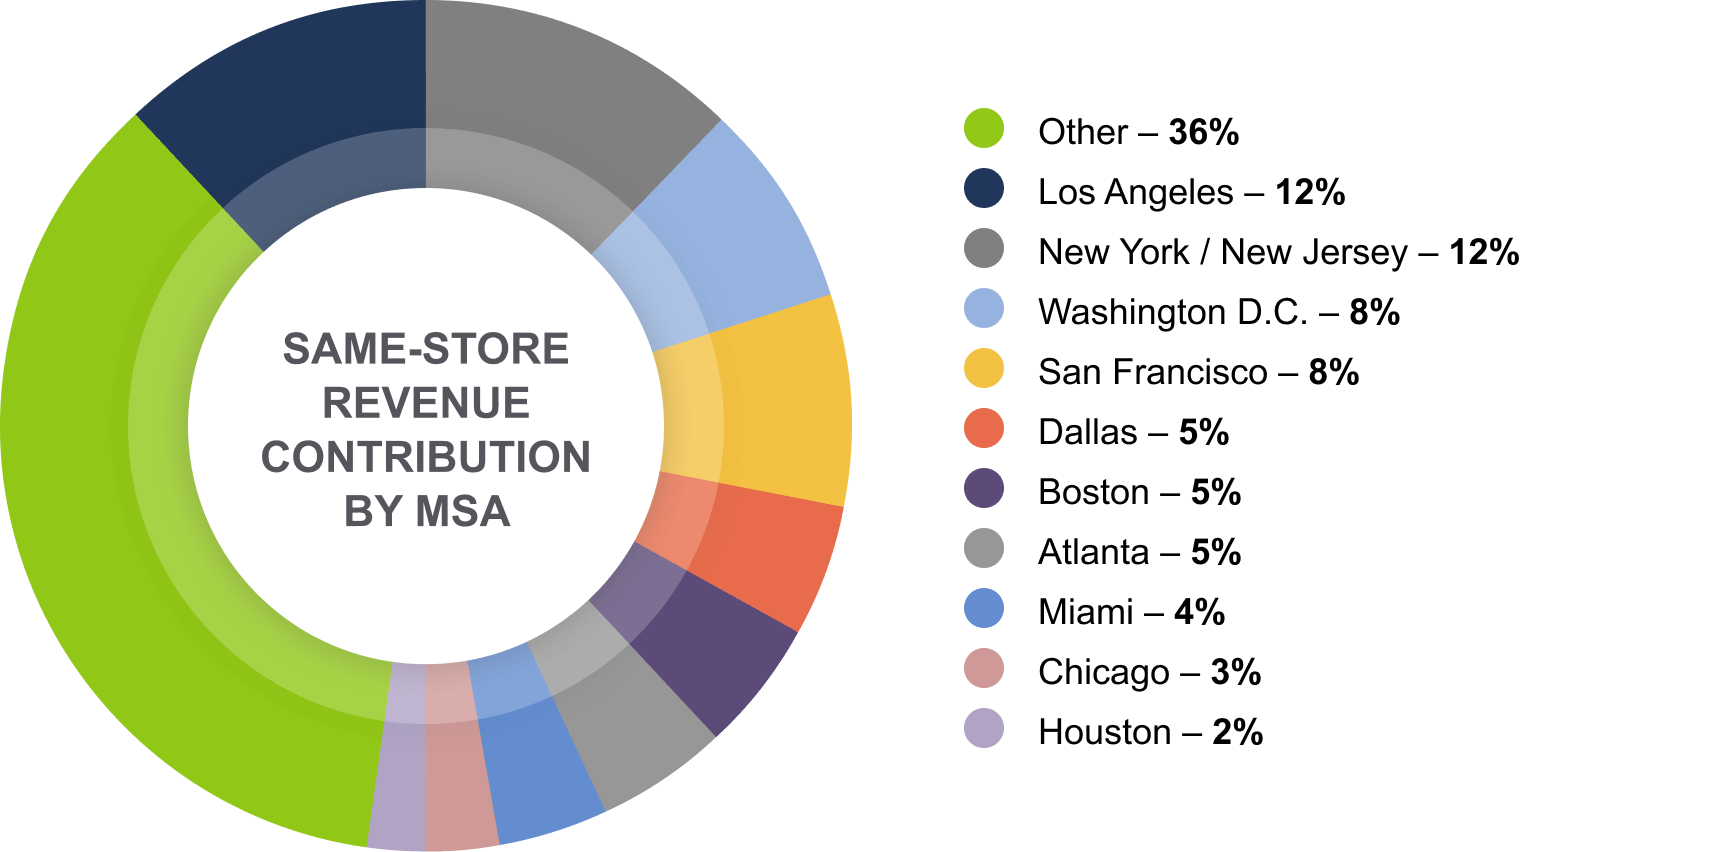 SAME-STORE
REVENUE
CONTRIBUTION
BY MSA
Other – 36%
Los Angeles – 12%
New York / New Jersey – 12%
Washington D.C. – 8%
San Francisco – 8%
Dallas – 5%
Boston – 5%
Atlanta – 5%
Miami – 4%
Chicago – 3%
Houston – 2%